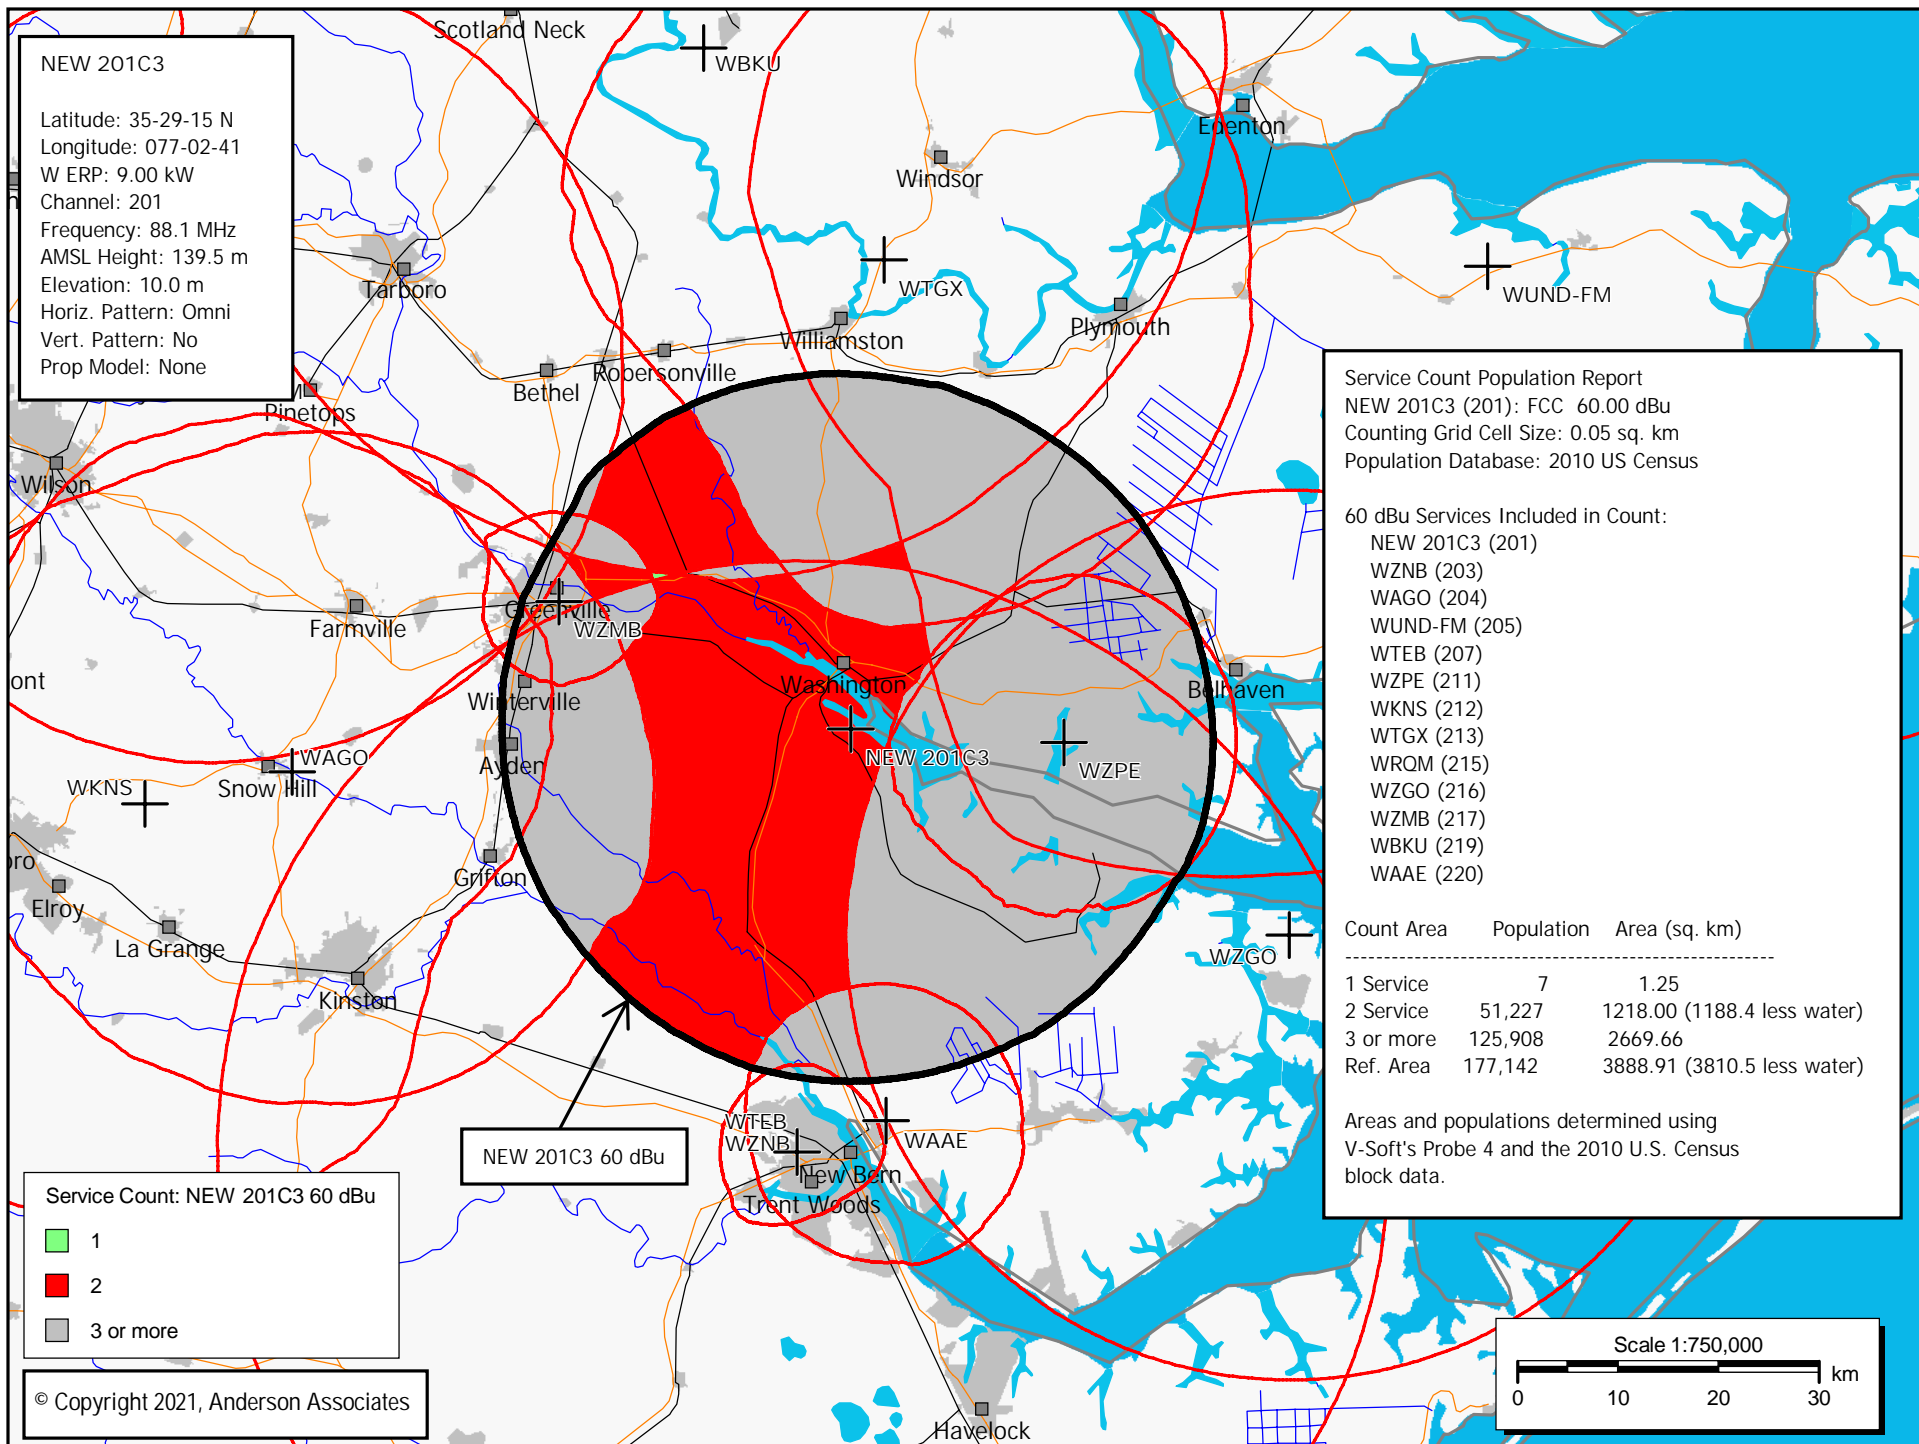 NEW 201C3
Latitude: 35-29-15 N
Longitude: 077-02-41
W ERP: 9.00 kW
Channel: 201
Frequency: 88.1 MHz
AMSL Height: 139.5 m
Elevation: 10.0 m
Horiz. Pattern: Omni
Vert. Pattern: No
Prop Model: None
Scotland Neck
WBKU
Edenton
Windsor
Tarboro
WTGX
WUND-FM
Plymouth
Williamston
Robersonville
Bethel
Pinetops
Wilson
Greenville
WZMB
Farmville
ont
Washington
Belhaven
Winterville
NEW 201C3
WZPE
Ayden
WAGO
WKNS
Snow Hill
oro
Grifton
Elroy
La Grange
WZGO
Kinston
WTEB
WZNB
WAAE
New Bern
Trent Woods
Havelock
NEW 201C3 60 dBu
Service Count Population Report
NEW 201C3 (201): FCC 60.00 dBu
Counting Grid Cell Size: 0.05 sq. km
Population Database: 2010 US Census
60 dBu Services Included in Count:
NEW 201C3 (201)
WZNB (203)
WAGO (204)
WUND-FM (205)
WTEB (207)
WZPE (211)
WKNS (212)
WTGX (213)
WRQM (215)
WZGO (216)
WZMB (217)
WBKU (219)
WAAE (220)
Count Area Population Area (sq. km)
-------------------------------------------------------
1 Service 7 1.25
2 Service 51,227 1218.00 (1188.4 less water)
3 or more 125,908 2669.66
Ref. Area 177,142 3888.91 (3810.5 less water)
Areas and populations determined using
V-Soft's Probe 4 and the 2010 U.S. Census
block data.
Service Count: NEW 201C3 60 dBu
1
2
3 or more
© Copyright 2021, Anderson Associates
Scale 1:750,000
km
0 10 20 30